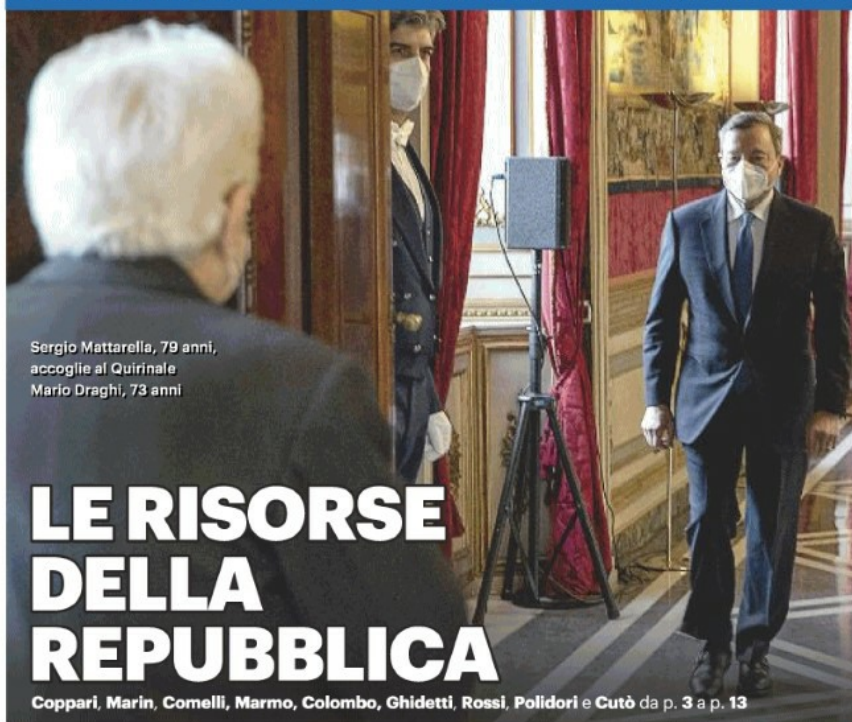 Sergio Mattarella, 79 anni,
accoglie al Quirinale
Mario Draghi, 73 anni
LE RISORSE
DELLA
REPUBBLICA
Coppari, Marin, Comelli, Marmo, Colombo, Ghidetti, Rossi, Polidori e Cutò da p. 3 a p. 13